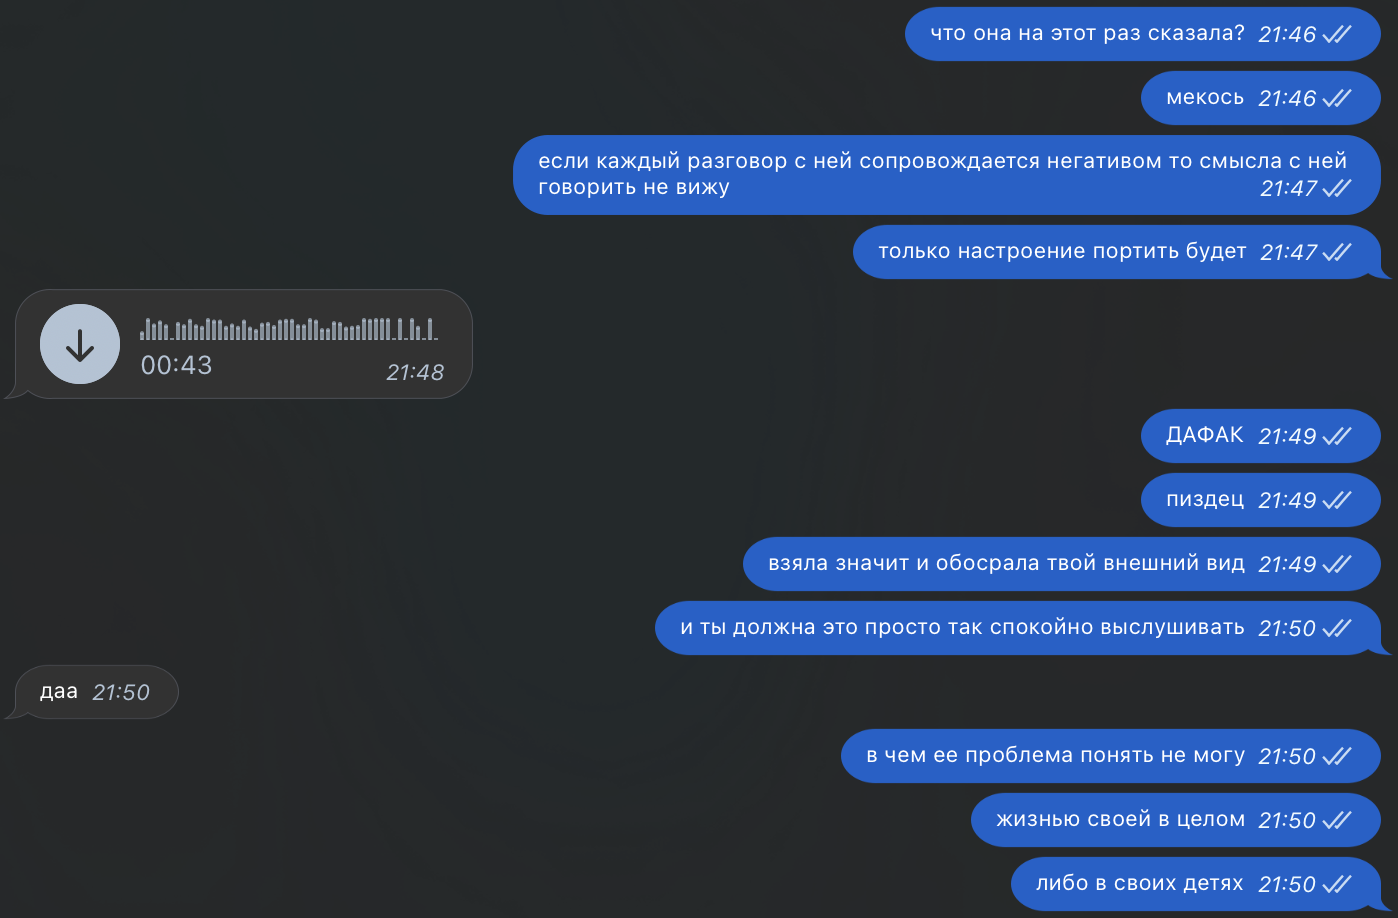 что она на этот раз сказала? 21:46
мекось 21:46
если каждый разговор с ней сопровождается негативом то смысла с ней
говорить не вижу 21:47
только настроение портить будет 21:47
00:43 21:48
ДАФАК 21:49
пиздец 21:49
взяла значит и обосрала твой внешний вид 21:49
и ты должна это просто так спокойно выслушивать 21:50
даа 21:50
в чем ее проблема понять не могу 21:50
жизнью своей в целом 21:50
либо в своих детях 21:50